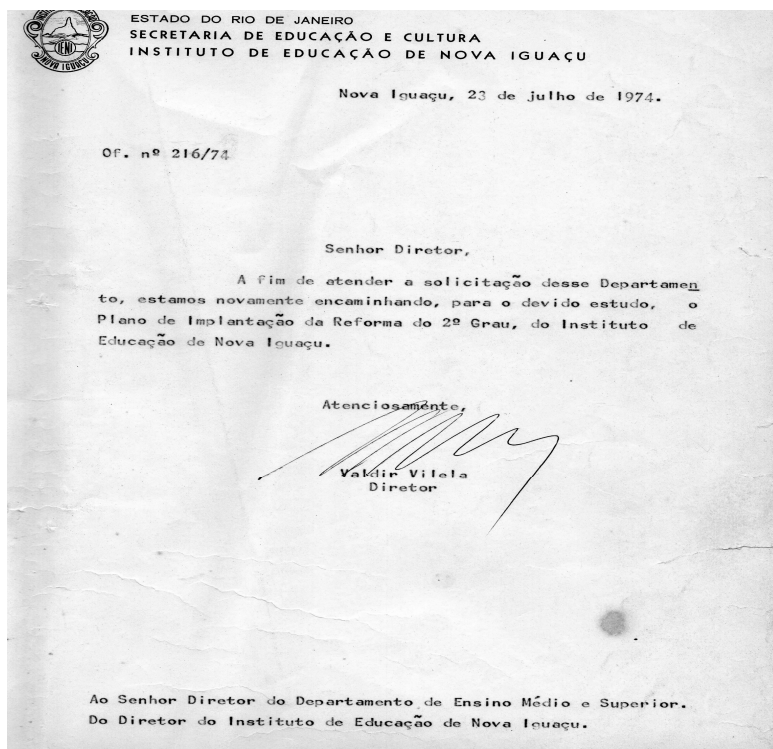 ESTADO DO RIO DE JANEIRO
SECRETARIA DE EDUCAÇÃO E CULTURA
INSTITUTO DE EDUCAÇÃO DE NOVA IGUAÇU
IENI
NOVA IGUAÇU
Nova Iguaçu, 23 de julho de 1974.
Of. nº 216/74
Senhor Diretor,
A fim de atender a solicitação desse Departamen
to, estamos novamente encaminhando, para o devido estudo, o
Plano de Implantação da Reforma do 2º Grau, do Instituto de
Educação de Nova Iguaçu.
Atenciosamente,
Valdir Vilela
Diretor
Ao Senhor Diretor do Departamento de Ensino Médio e Superior.
Do Diretor do Instituto de Educação de Nova Iguaçu.